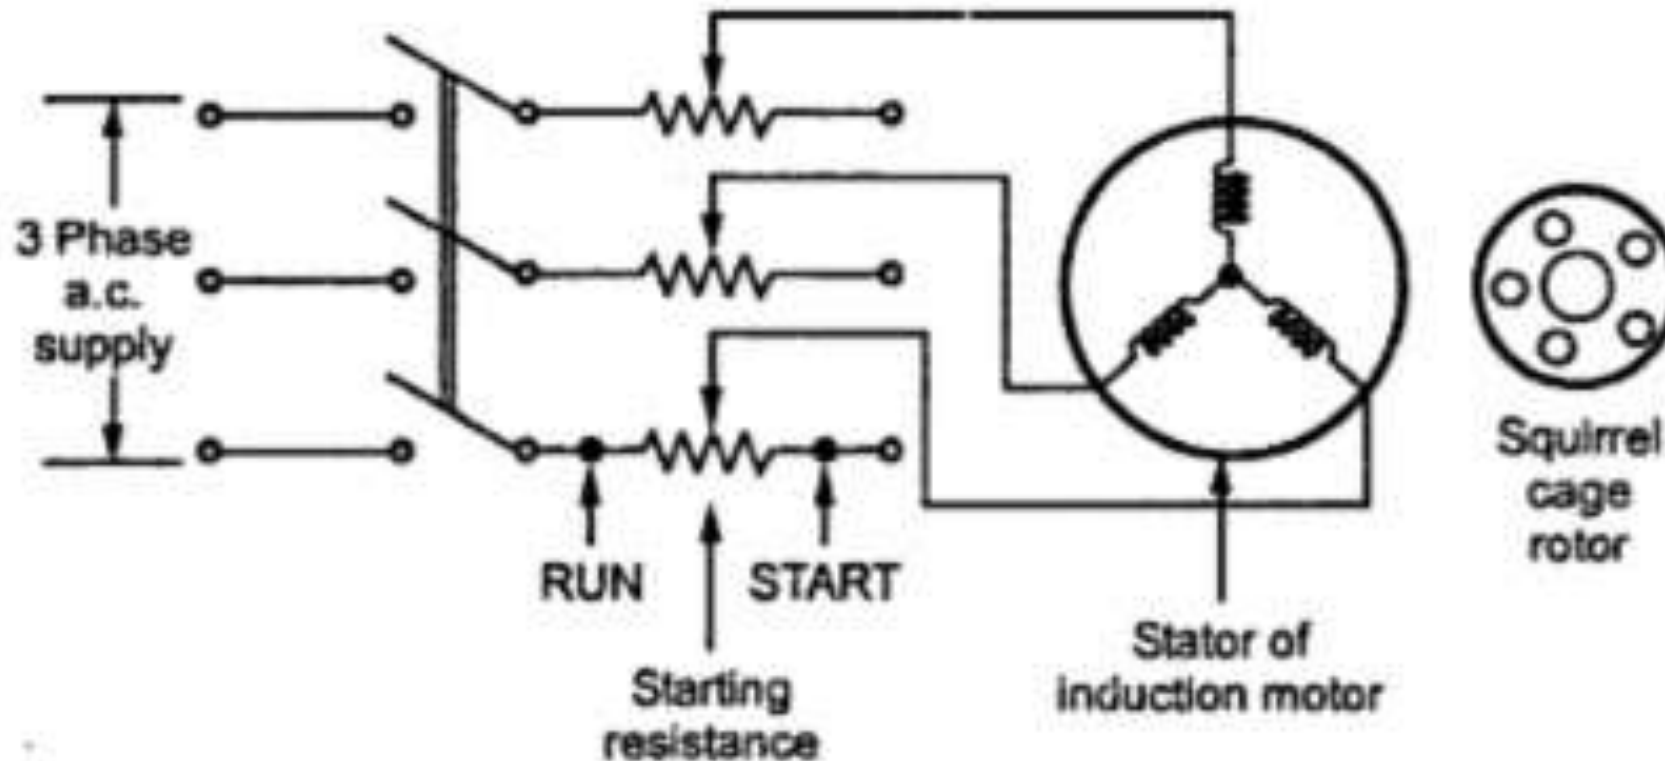 3 Phase
a.c.
supply
RUN
START
Starting
resistance
Stator of
induction motor
Squirrel
cage
rotor